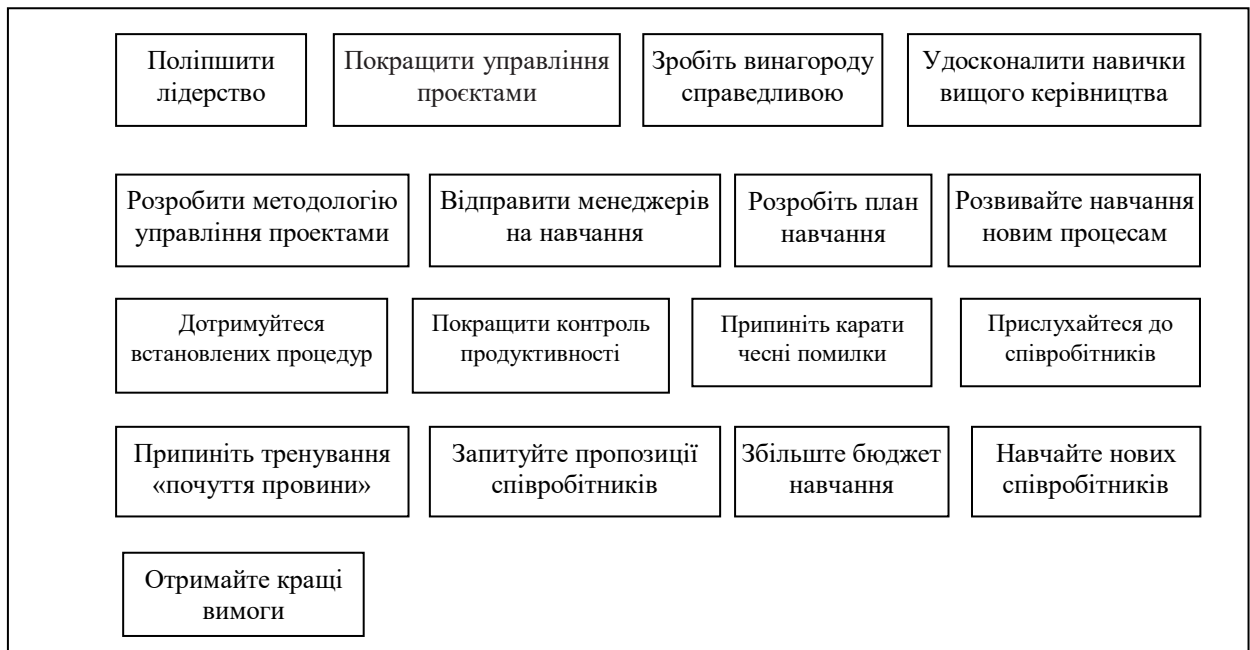 Поліпшити
лідерство
Покращити управління
проєктами
Зробіть винагороду
справедливою
Удосконалити навички
вищого керівництва
Розробити методологію
управління проектами
Відправити менеджерів
на навчання
Розробіть план
навчання
Розвивайте навчання
новим процесам
Дотримуйтеся
встановлених процедур
Покращити контроль
продуктивності
Припиніть карати
чесні помилки
Прислухайтеся до
співробітників
Припиніть тренування
«почуття провини»
Запитуйте пропозиції
співробітників
Збільште бюджет
навчання
Навчайте нових
співробітників
Отримайте кращі
вимоги